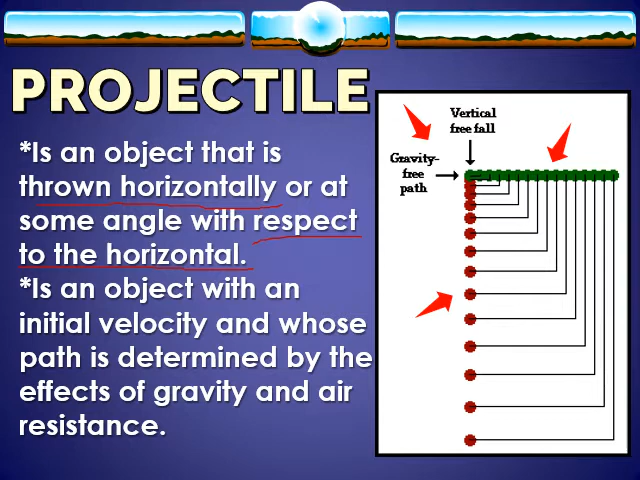 PROJECTILE
*Is an object that is
thrown horizontally or at
some angle with respect
to the horizontal.
*Is an object with an
initial velocity and whose
path is determined by the
effects of gravity and air
resistance.
Vertical
free fall
Gravity-
free
path